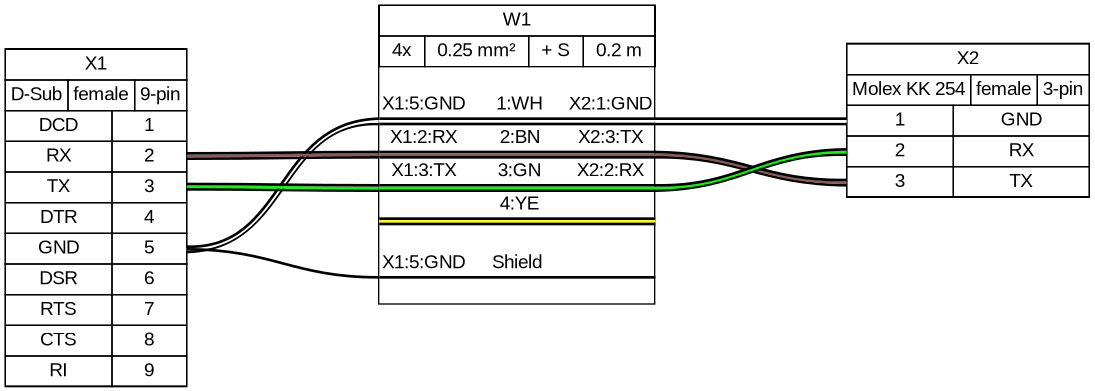 X1
D-Sub female 9-pin
DCD 1
RX 2
TX 3
DTR 4
GND 5
DSR 6
RTS 7
CTS 8
RI 9
W1
4x 0.25 mm² + S 0.2 m
X1:5:GND 1:WH X2:1:GND
X1:2:RX 2:BN X2:3:TX
X1:3:TX 3:GN X2:2:RX
4:YE
X1:5:GND Shield
X2
Molex KK 254 female 3-pin
1 GND
2 RX
3 TX